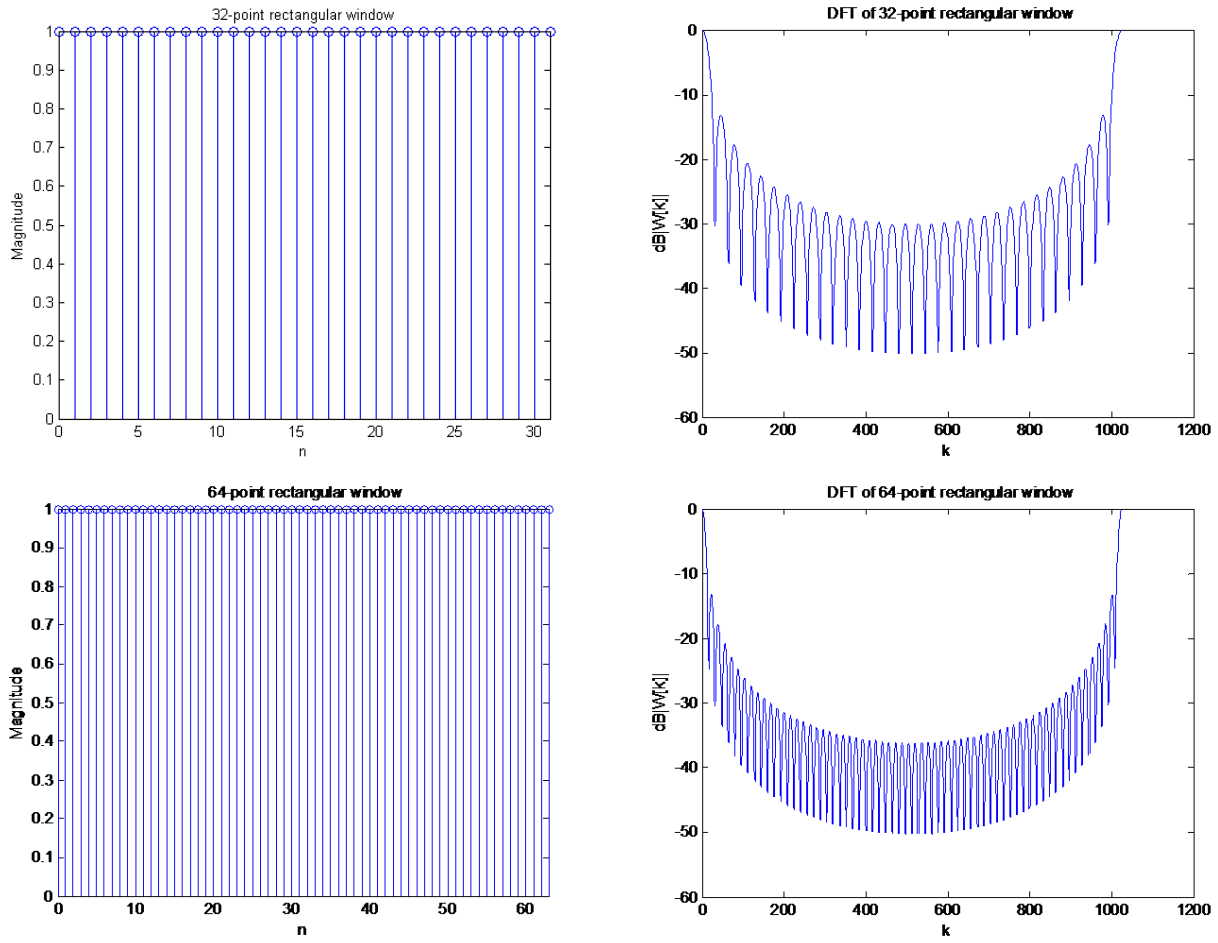 32-point rectangular window
1
0.9
0.8
0.7
0.6
0.5
0.4
0.3
0.2
0.1
0
Magnitude
0 5 10 15 20 25 30
n
DFT of 32-point rectangular window
0
-10
-20
-30
-40
-50
-60
dB|W[k]|
0 200 400 600 800 1000 1200
k
64-point rectangular window
1
0.9
0.8
0.7
0.6
0.5
0.4
0.3
0.2
0.1
0
Magnitude
0 10 20 30 40 50 60
n
DFT of 64-point rectangular window
0
-10
-20
-30
-40
-50
-60
dB|W[k]|
0 200 400 600 800 1000 1200
k